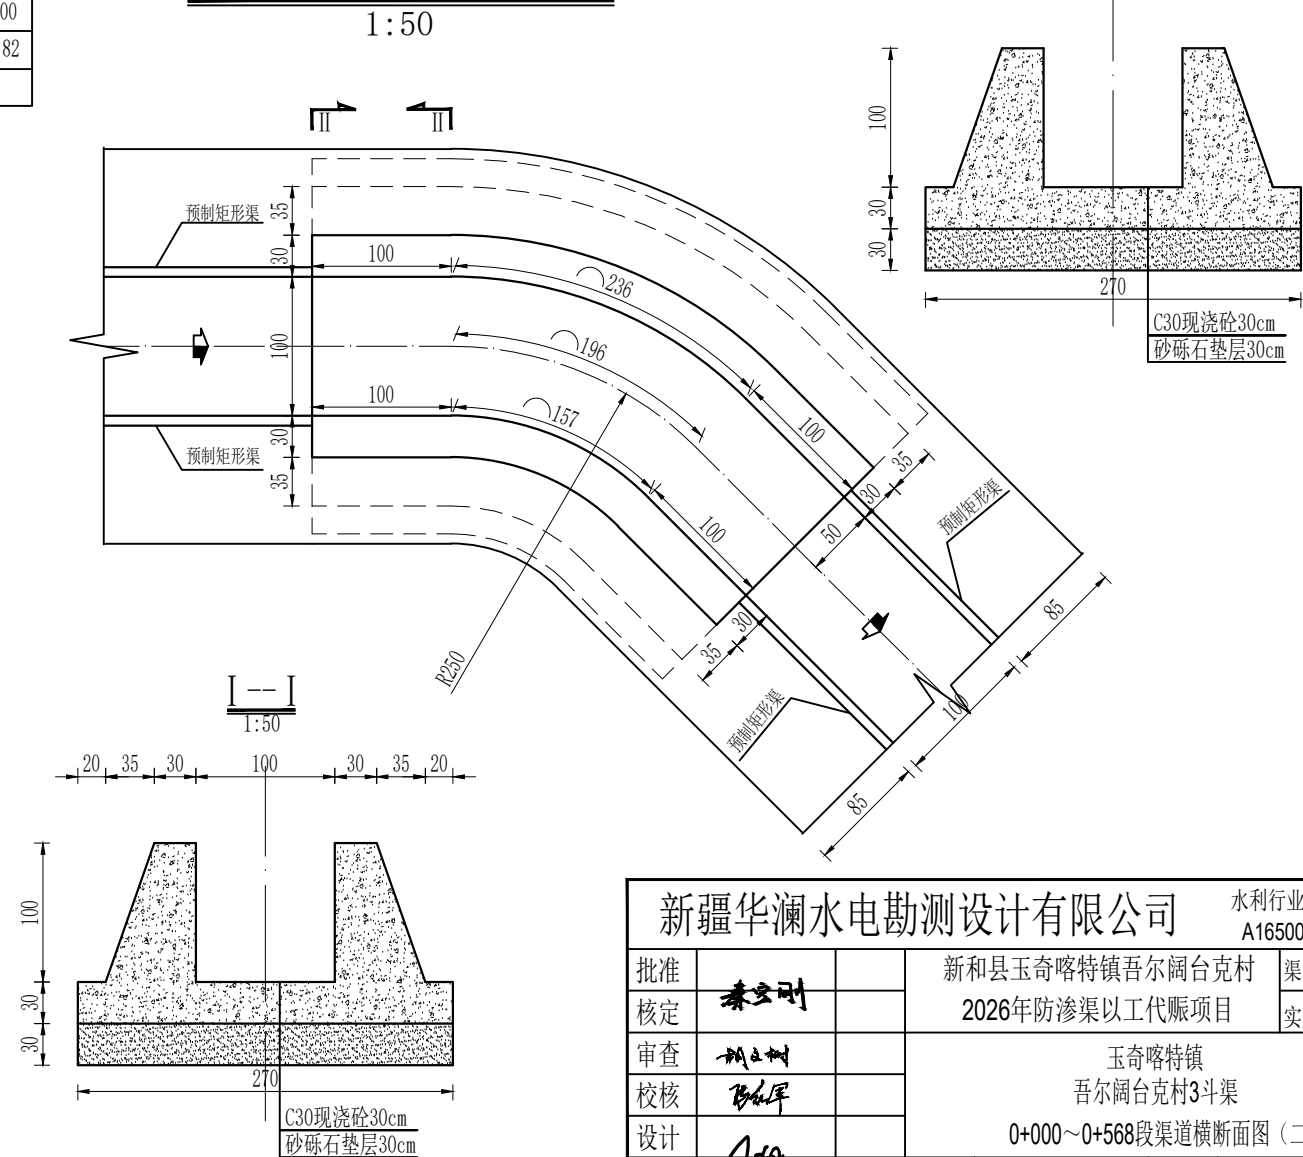 00
82
1:50
II
II
100
30
30
270
C30现浇砼30cm
砂砾石垫层30cm
预制矩形渠
35
30
100
236
196
100
100
157
30
35
预制矩形渠
100
100
35
30
50
预制矩形渠
R250
30
35
85
100
85
预制矩形渠
I -- I
1:50
20
35
30
100
30
35
20
100
30
30
270
C30现浇砼30cm
砂砾石垫层30cm
新疆华澜水电勘测设计有限公司
水利行业
A16500
批准
核定
审查
校核
设计
新和县玉奇喀特镇吾尔阔台克村
2026年防渗渠以工代赈项目
渠
实
玉奇喀特镇
吾尔阔台克村3斗渠
0+000～0+568段渠道横断面图（二